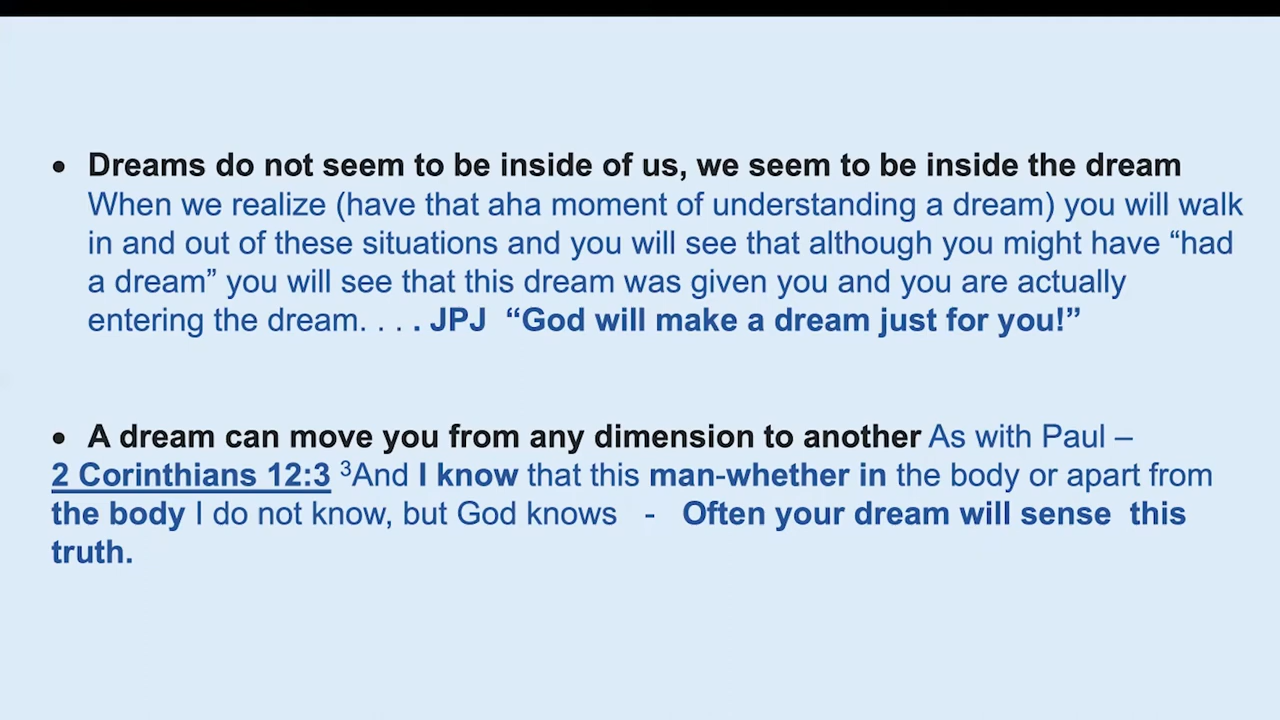 • Dreams do not seem to be inside of us, we seem to be inside the dream
When we realize (have that aha moment of understanding a dream) you will walk
in and out of these situations and you will see that although you might have “had
a dream” you will see that this dream was given you and you are actually
entering the dream. . . . JPJ “God will make a dream just for you!”
• A dream can move you from any dimension to another As with Paul –
2 Corinthians 12:3 ³And I know that this man-whether in the body or apart from
the body I do not know, but God knows - Often your dream will sense this
truth.